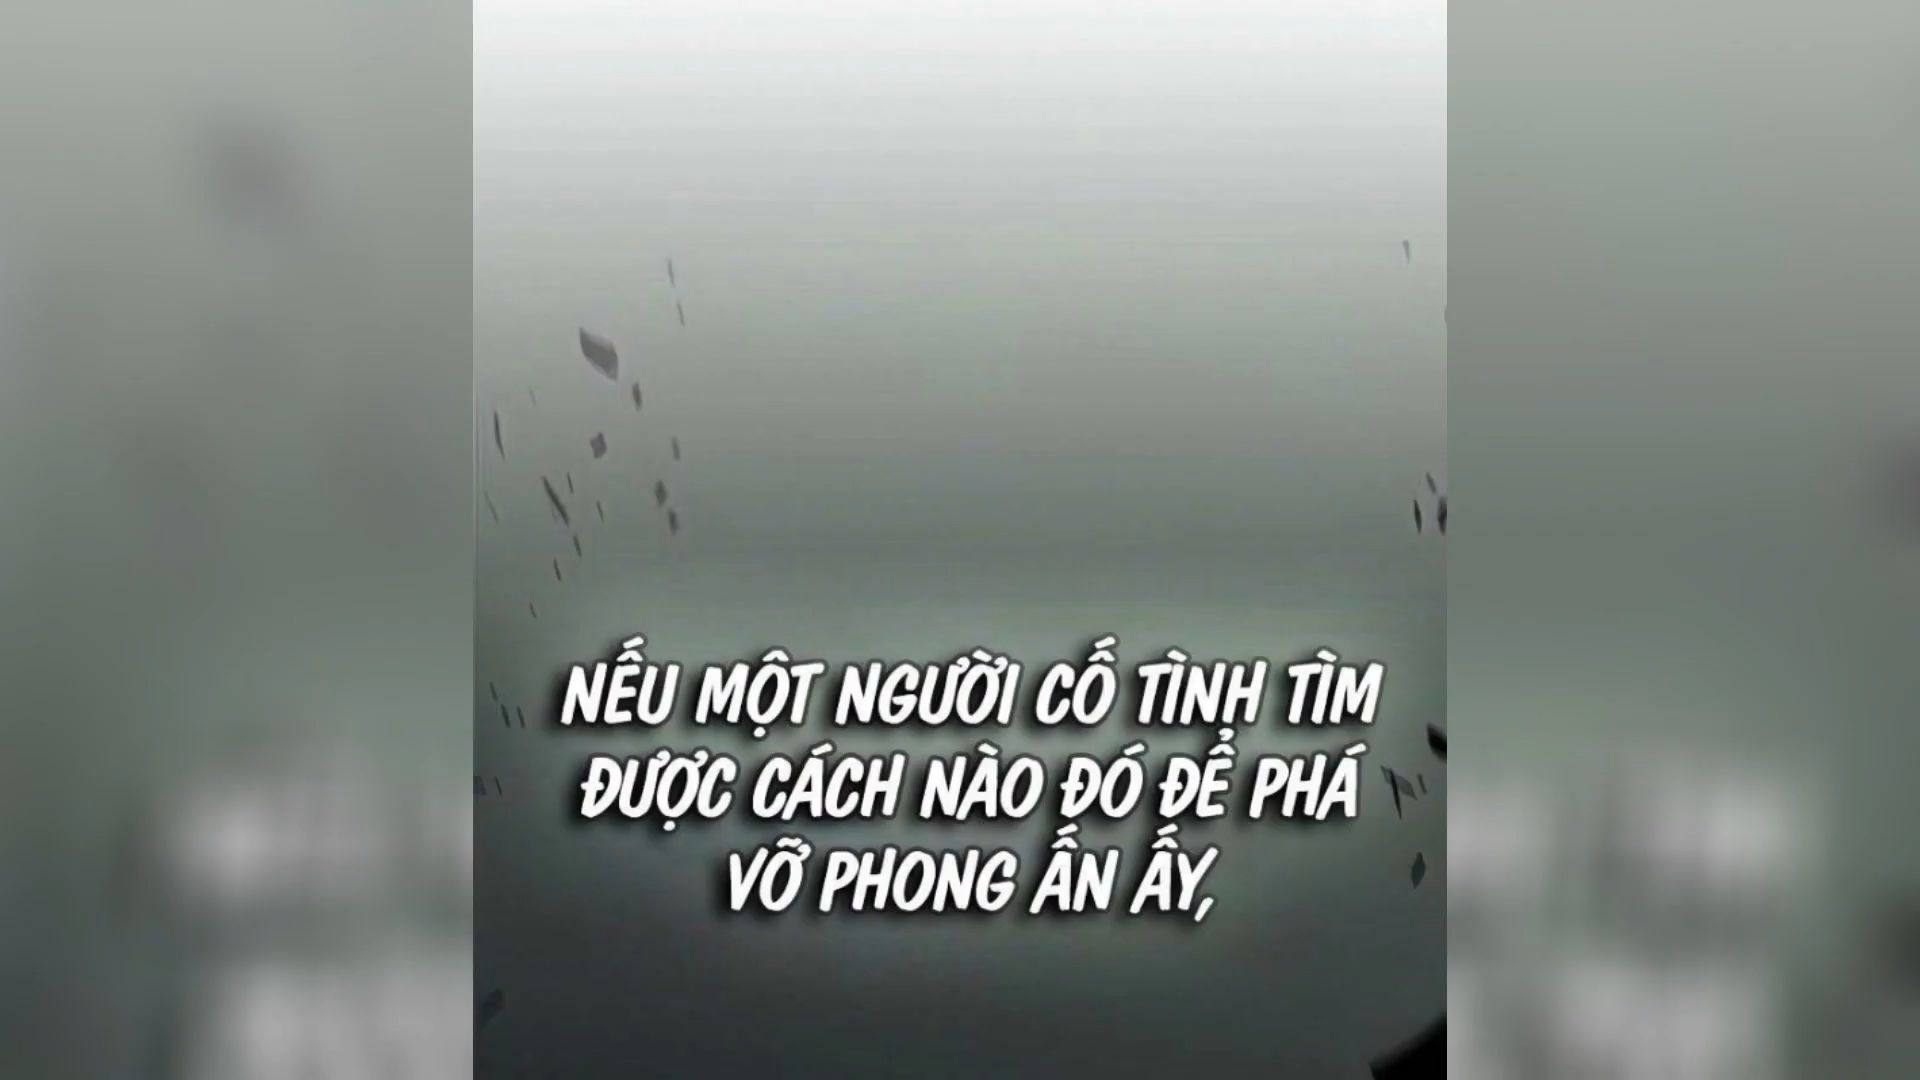 NẾU MỘT NGƯỜI CỐ TÌNH TÌM
ĐƯỢC CÁCH NÀO ĐÓ ĐỂ PHÁ
VỠ PHONG ẤN ẤY,